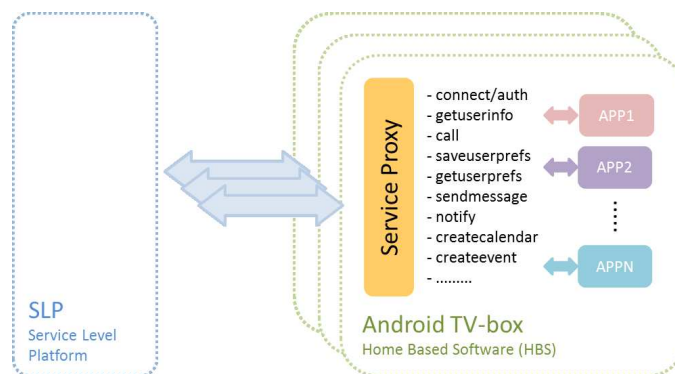 SLP
Service Level
Platform
Service Proxy
- connect/auth
- getuserinfo
- call
- saveuserprefs
- getuserprefs
- sendmessage
- notify
- createcalendar
- createevent
- .........
APP1
APP2
APPN
Android TV-box
Home Based Software (HBS)